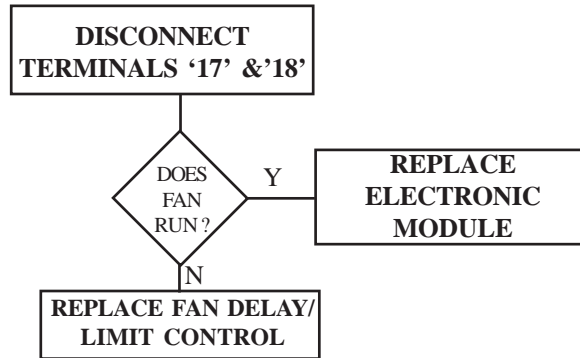 DISCONNECT
TERMINALS ‘17’ &’18’
DOES
FAN
RUN ?
Y
REPLACE
ELECTRONIC
MODULE
N
REPLACE FAN DELAY/
LIMIT CONTROL